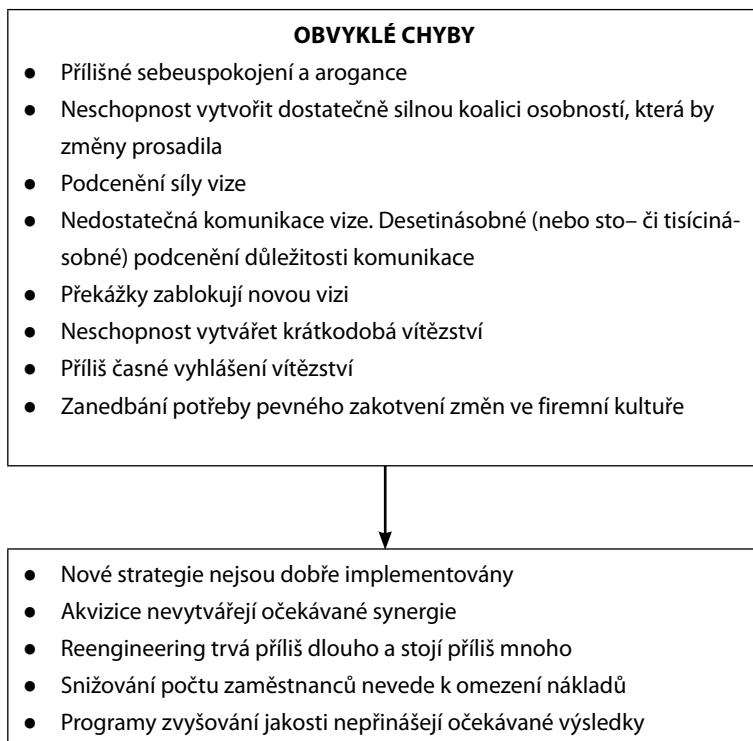 OBVYKLÉ CHYBY
● Přílišné sebeuspokojení a arogance
● Neschopnost vytvořit dostatečně silnou koalici osobností, která by
změny prosadila
● Podcenění síly vize
● Nedostatečná komunikace vize. Desetinásobné (nebo sto– či tisíciná-
sobné) podcenění důležitosti komunikace
● Překážky zablokují novou vizi
● Neschopnost vytvářet krátkodobá vítězství
● Příliš časné vyhlášení vítězství
● Zanedbání potřeby pevného zakotvení změn ve firemní kultuře
● Nové strategie nejsou dobře implementovány
● Akvizice nevytvářejí očekávané synergie
● Reengineering trvá příliš dlouho a stojí příliš mnoho
● Snižování počtu zaměstnanců nevede k omezení nákladů
● Programy zvyšování jakosti nepřinášejí očekávané výsledky